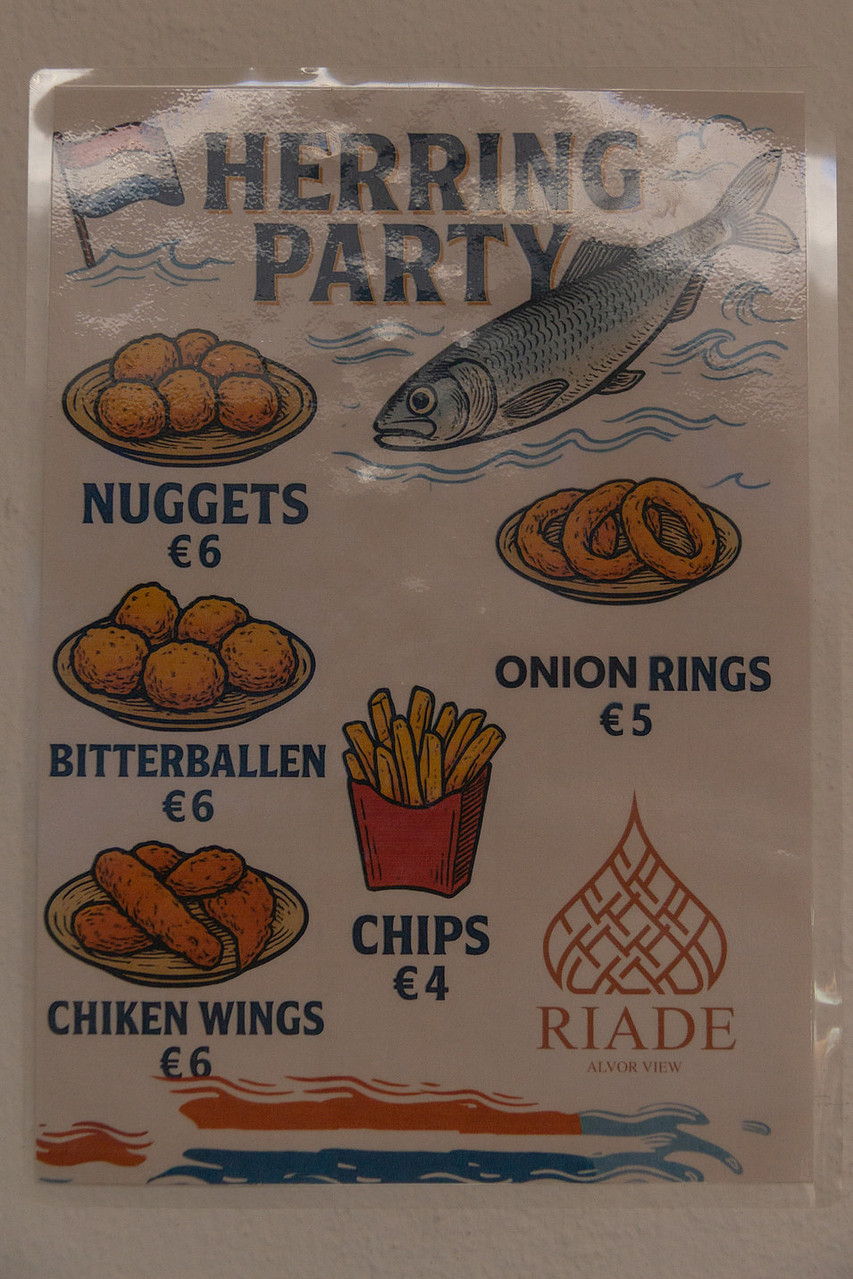 HERRING
PARTY
NUGGETS
€6
ONION RINGS
€5
BITTERBALLEN
€6
CHIPS
€4
CHIKEN WINGS
€6
RIADE
ALVOR VIEW